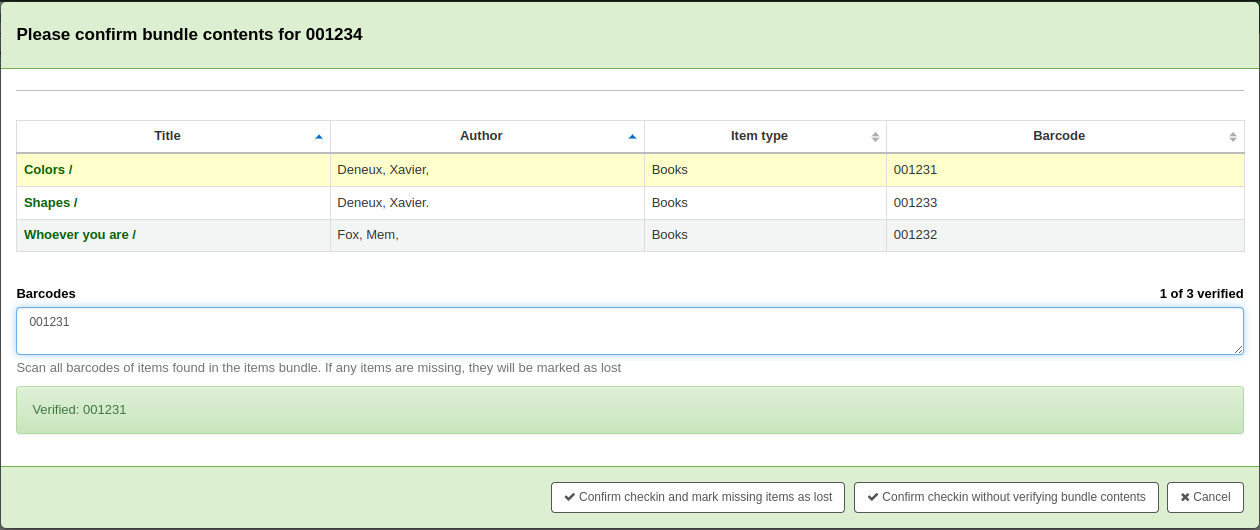 Please confirm bundle contents for 001234
Title Author Item type Barcode
Colors / Deneux, Xavier, Books 001231
Shapes / Deneux, Xavier. Books 001233
Whoever you are / Fox, Mem, Books 001232
Barcodes 1 of 3 verified
001231
Scan all barcodes of items found in the items bundle. If any items are missing, they will be marked as lost
Verified: 001231
Confirm checkin and mark missing items as lost Confirm checkin without verifying bundle contents Cancel